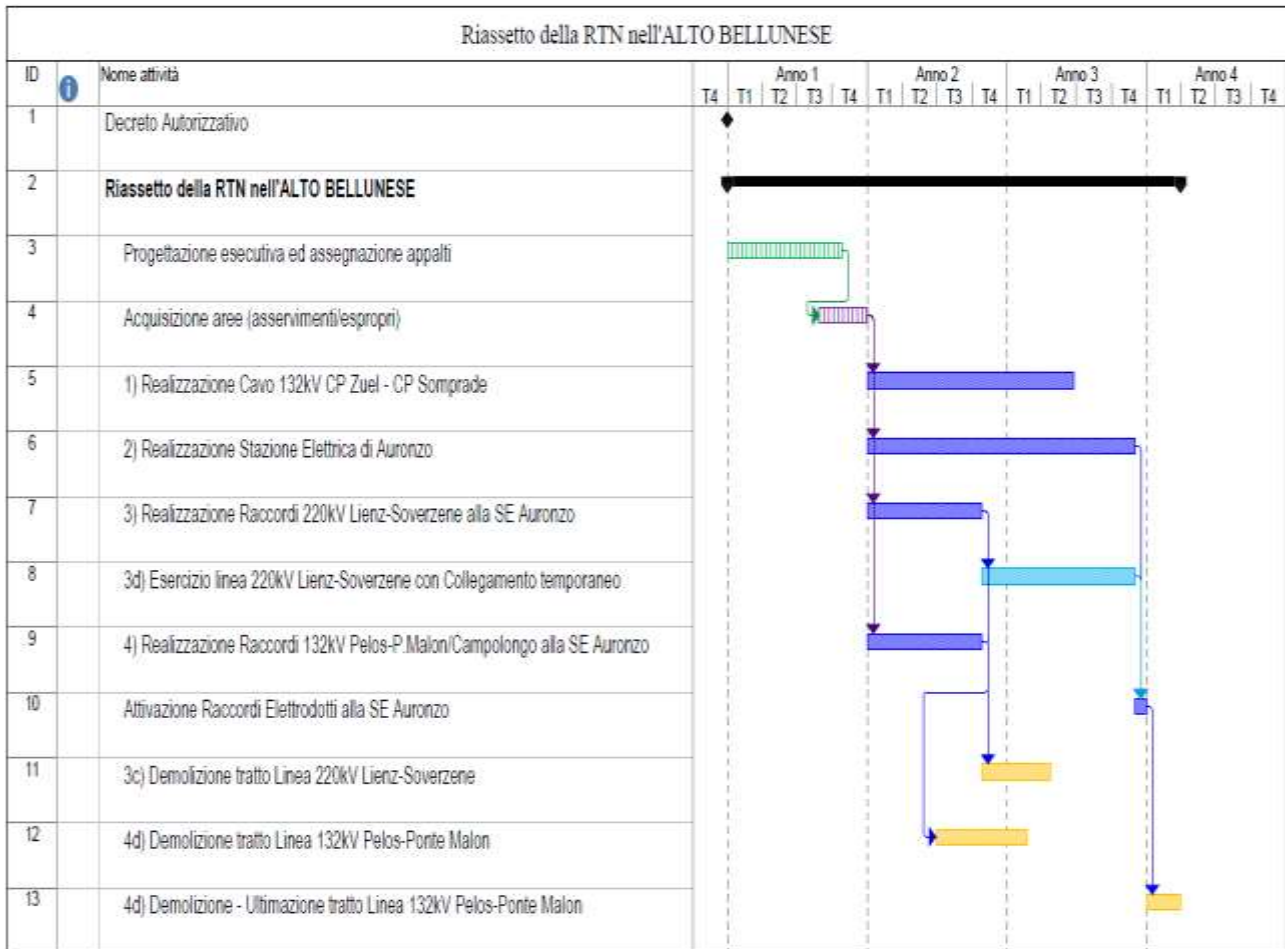 Riassetto della RTN nell'ALTO BELLUNESE
ID i Nome attività Anno 1 Anno 2 Anno 3 Anno 4
T4 T1 T2 T3 T4 T1 T2 T3 T4 T1 T2 T3 T4 T1 T2 T3 T4
1 Decreto Autorizzativo
2 Riassetto della RTN nell'ALTO BELLUNESE
3 Progettazione esecutiva ed assegnazione appalti
4 Acquisizione aree (asservimenti/espropri)
5 1) Realizzazione Cavo 132kV CP Zuel - CP Somprade
6 2) Realizzazione Stazione Elettrica di Auronzo
7 3) Realizzazione Raccordi 220kV Lienz-Soverzene alla SE Auronzo
8 3d) Esercizio linea 220kV Lienz-Soverzene con Collegamento temporaneo
9 4) Realizzazione Raccordi 132kV Pelos-P.Malon/Campolongo alla SE Auronzo
10 Attivazione Raccordi Elettrodotti alla SE Auronzo
11 3c) Demolizione tratto Linea 220kV Lienz-Soverzene
12 4d) Demolizione tratto Linea 132kV Pelos-Ponte Malon
13 4d) Demolizione - Ultimazione tratto Linea 132kV Pelos-Ponte Malon